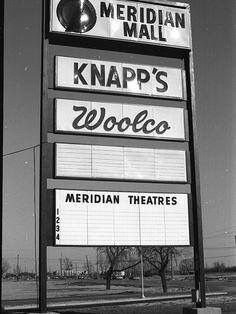 MERIDIAN
MALL
KNAPP'S
Woolco
MERIDIAN THEATRES
1
2
3
4